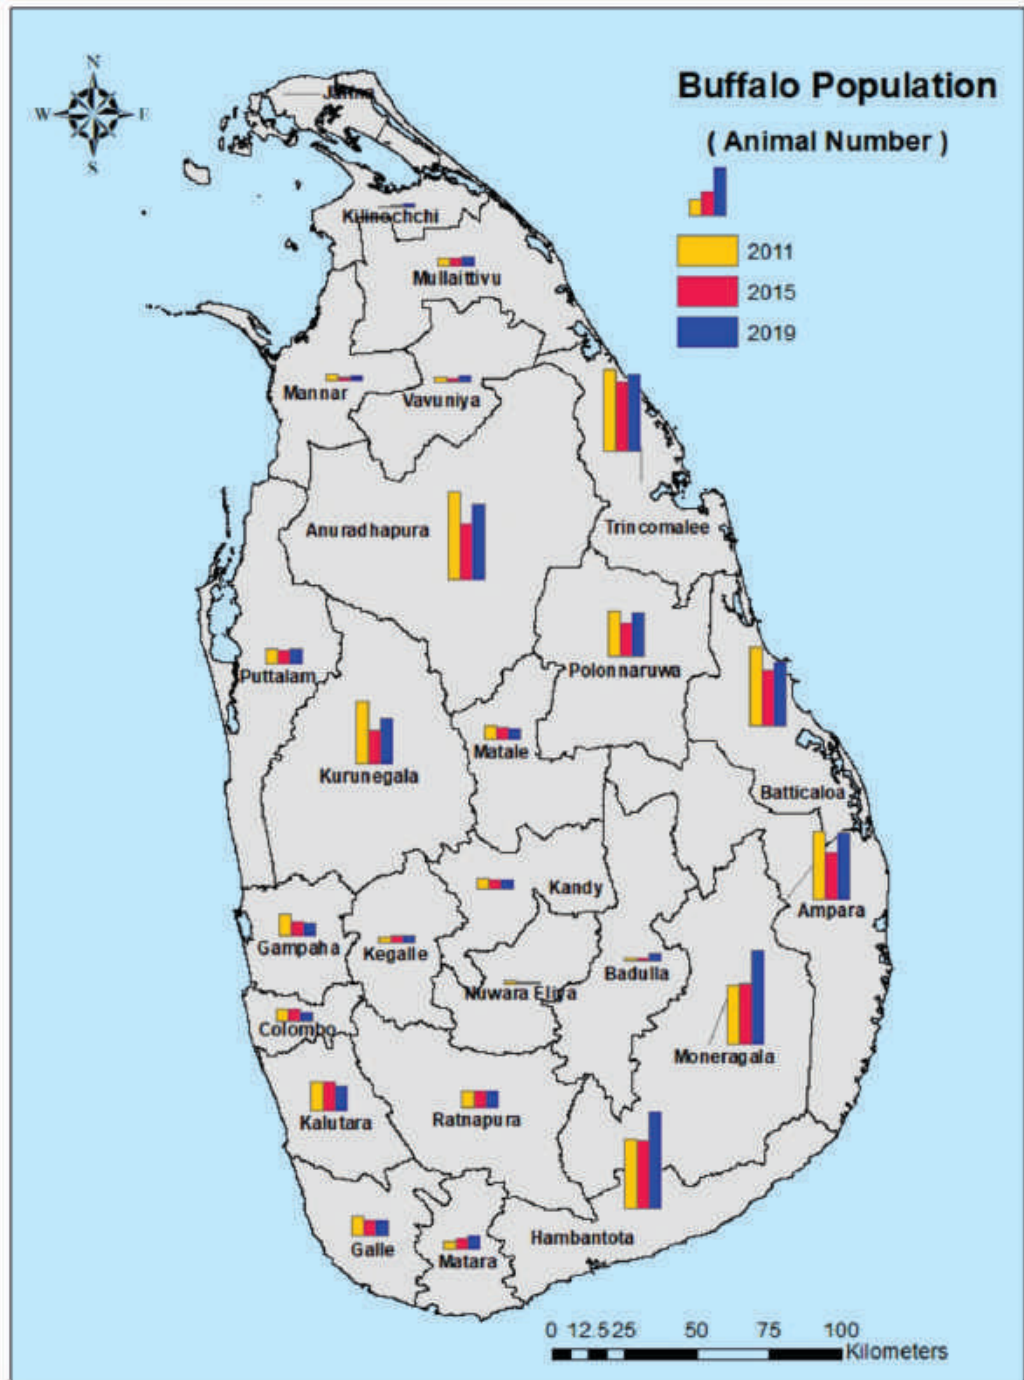 N
W E
S
Buffalo Population
( Animal Number )
2011
2015
2019
Jaffna
Kilinochchi
Mullaittivu
Mannar
Vavuniya
Anuradhapura
Trincomalee
Puttalam
Polonnaruwa
Kurunegala
Matale
Batticaloa
Kandy
Ampara
Gampaha
Kegalle
Badulla
Nuwara Eliya
Colombo
Moneragala
Kalutara
Ratnapura
Galle
Matara
Hambantota
0 12.5 25 50 75 100
Kilometers